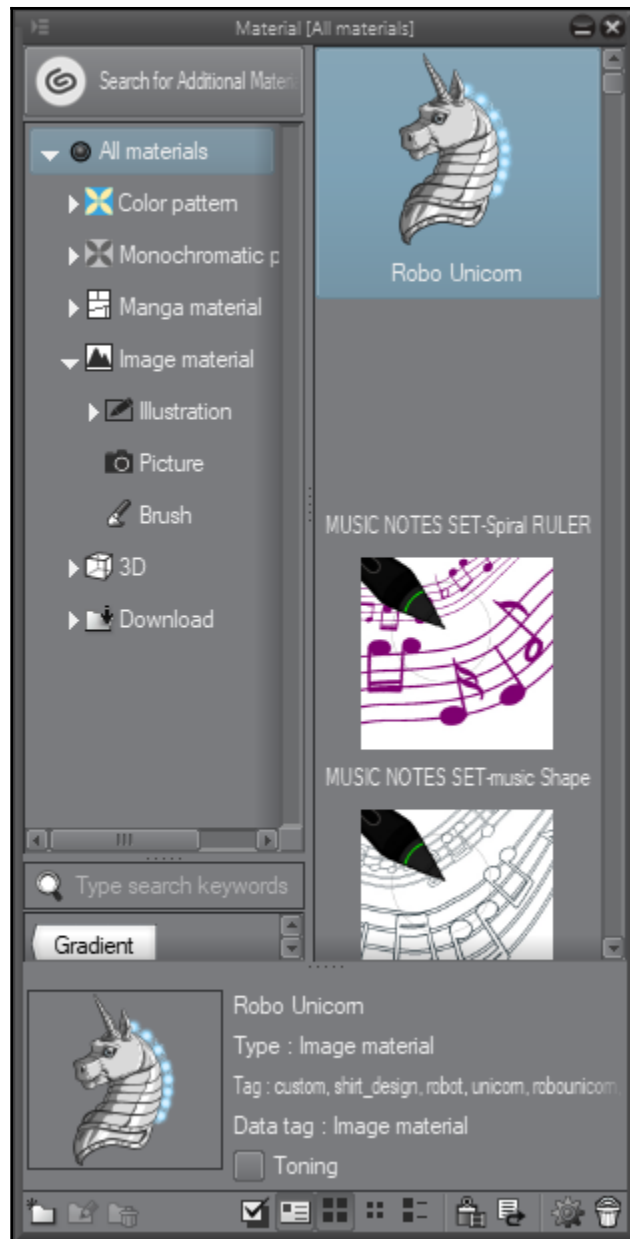 Material [All materials]
Search for Additional Materi
All materials
Color pattern
Monochromatic p
Manga material
Image material
Illustration
Picture
Brush
3D
Download
Type search keywords
Gradient
Robo Unicorn
MUSIC NOTES SET-Spiral RULER
MUSIC NOTES SET-music Shape
Robo Unicorn
Type : Image material
Tag : custom, shirt_design, robot, unicorn, robounicorn,
Data tag : Image material
Toning